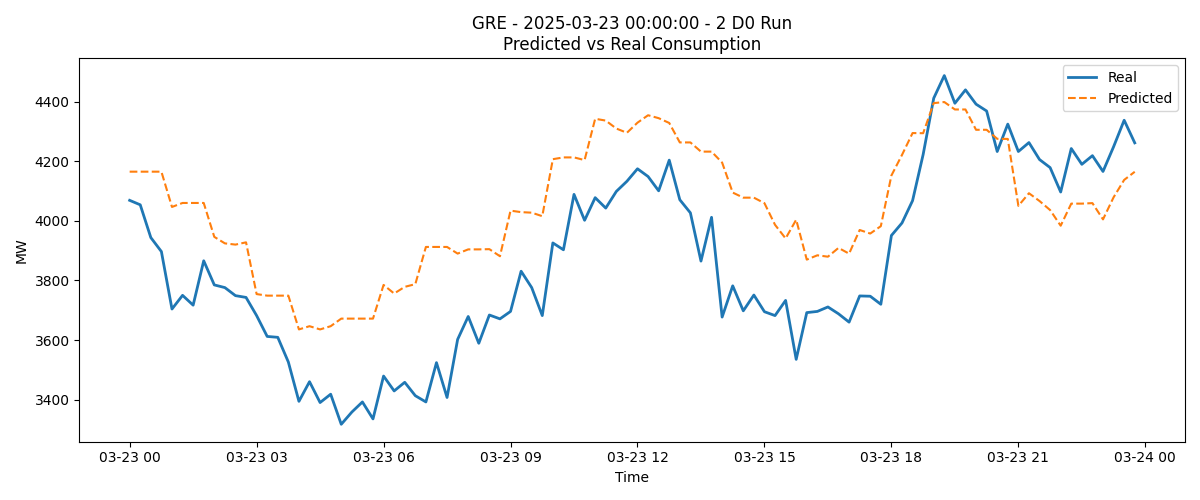 GRE - 2025-03-23 00:00:00 - 2 D0 Run
Predicted vs Real Consumption
Real
Predicted
MW
4400
4200
4000
3800
3600
3400
03-23 00
03-23 03
03-23 06
03-23 09
03-23 12
03-23 15
03-23 18
03-23 21
03-24 00
Time